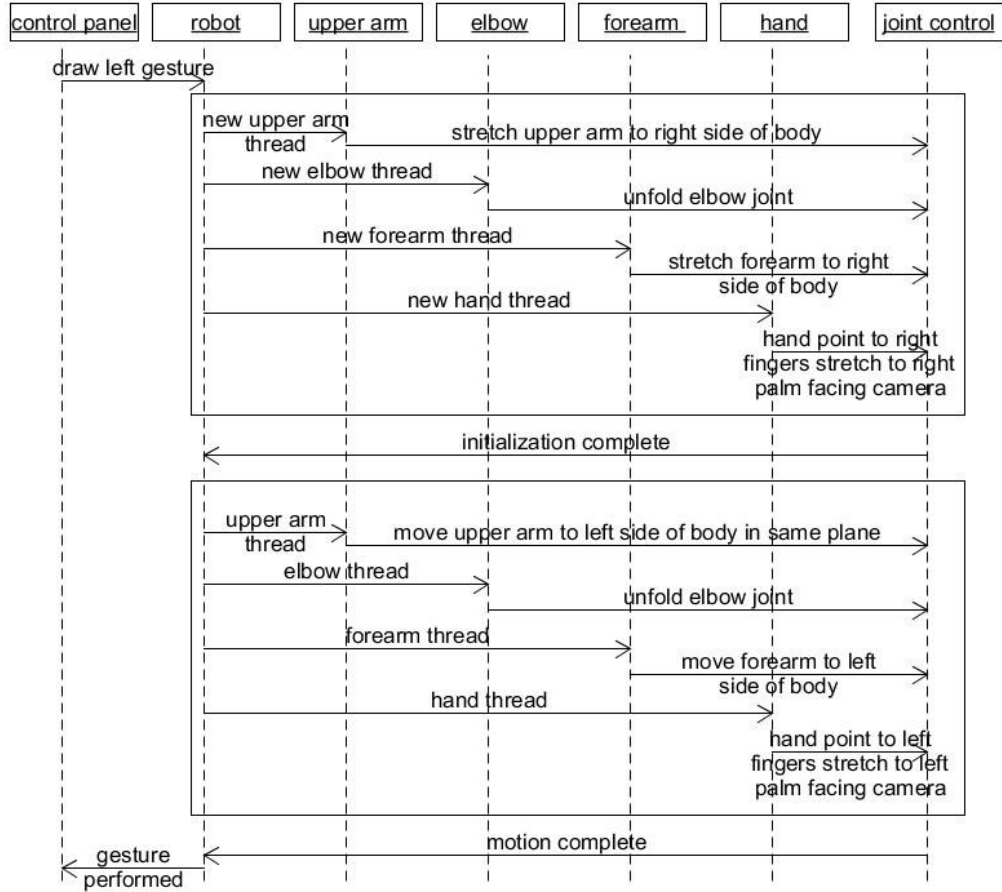 control panel
robot
upper arm
elbow
forearm
hand
joint control
draw left gesture
new upper arm
thread
stretch upper arm to right side of body
new elbow thread
unfold elbow joint
new forearm thread
stretch forearm to right
side of body
new hand thread
hand point to right
fingers stretch to right
palm facing camera
initialization complete
upper arm
thread
move upper arm to left side of body in same plane
elbow thread
unfold elbow joint
forearm thread
move forearm to left
side of body
hand thread
hand point to left
fingers stretch to left
palm facing camera
motion complete
gesture
performed